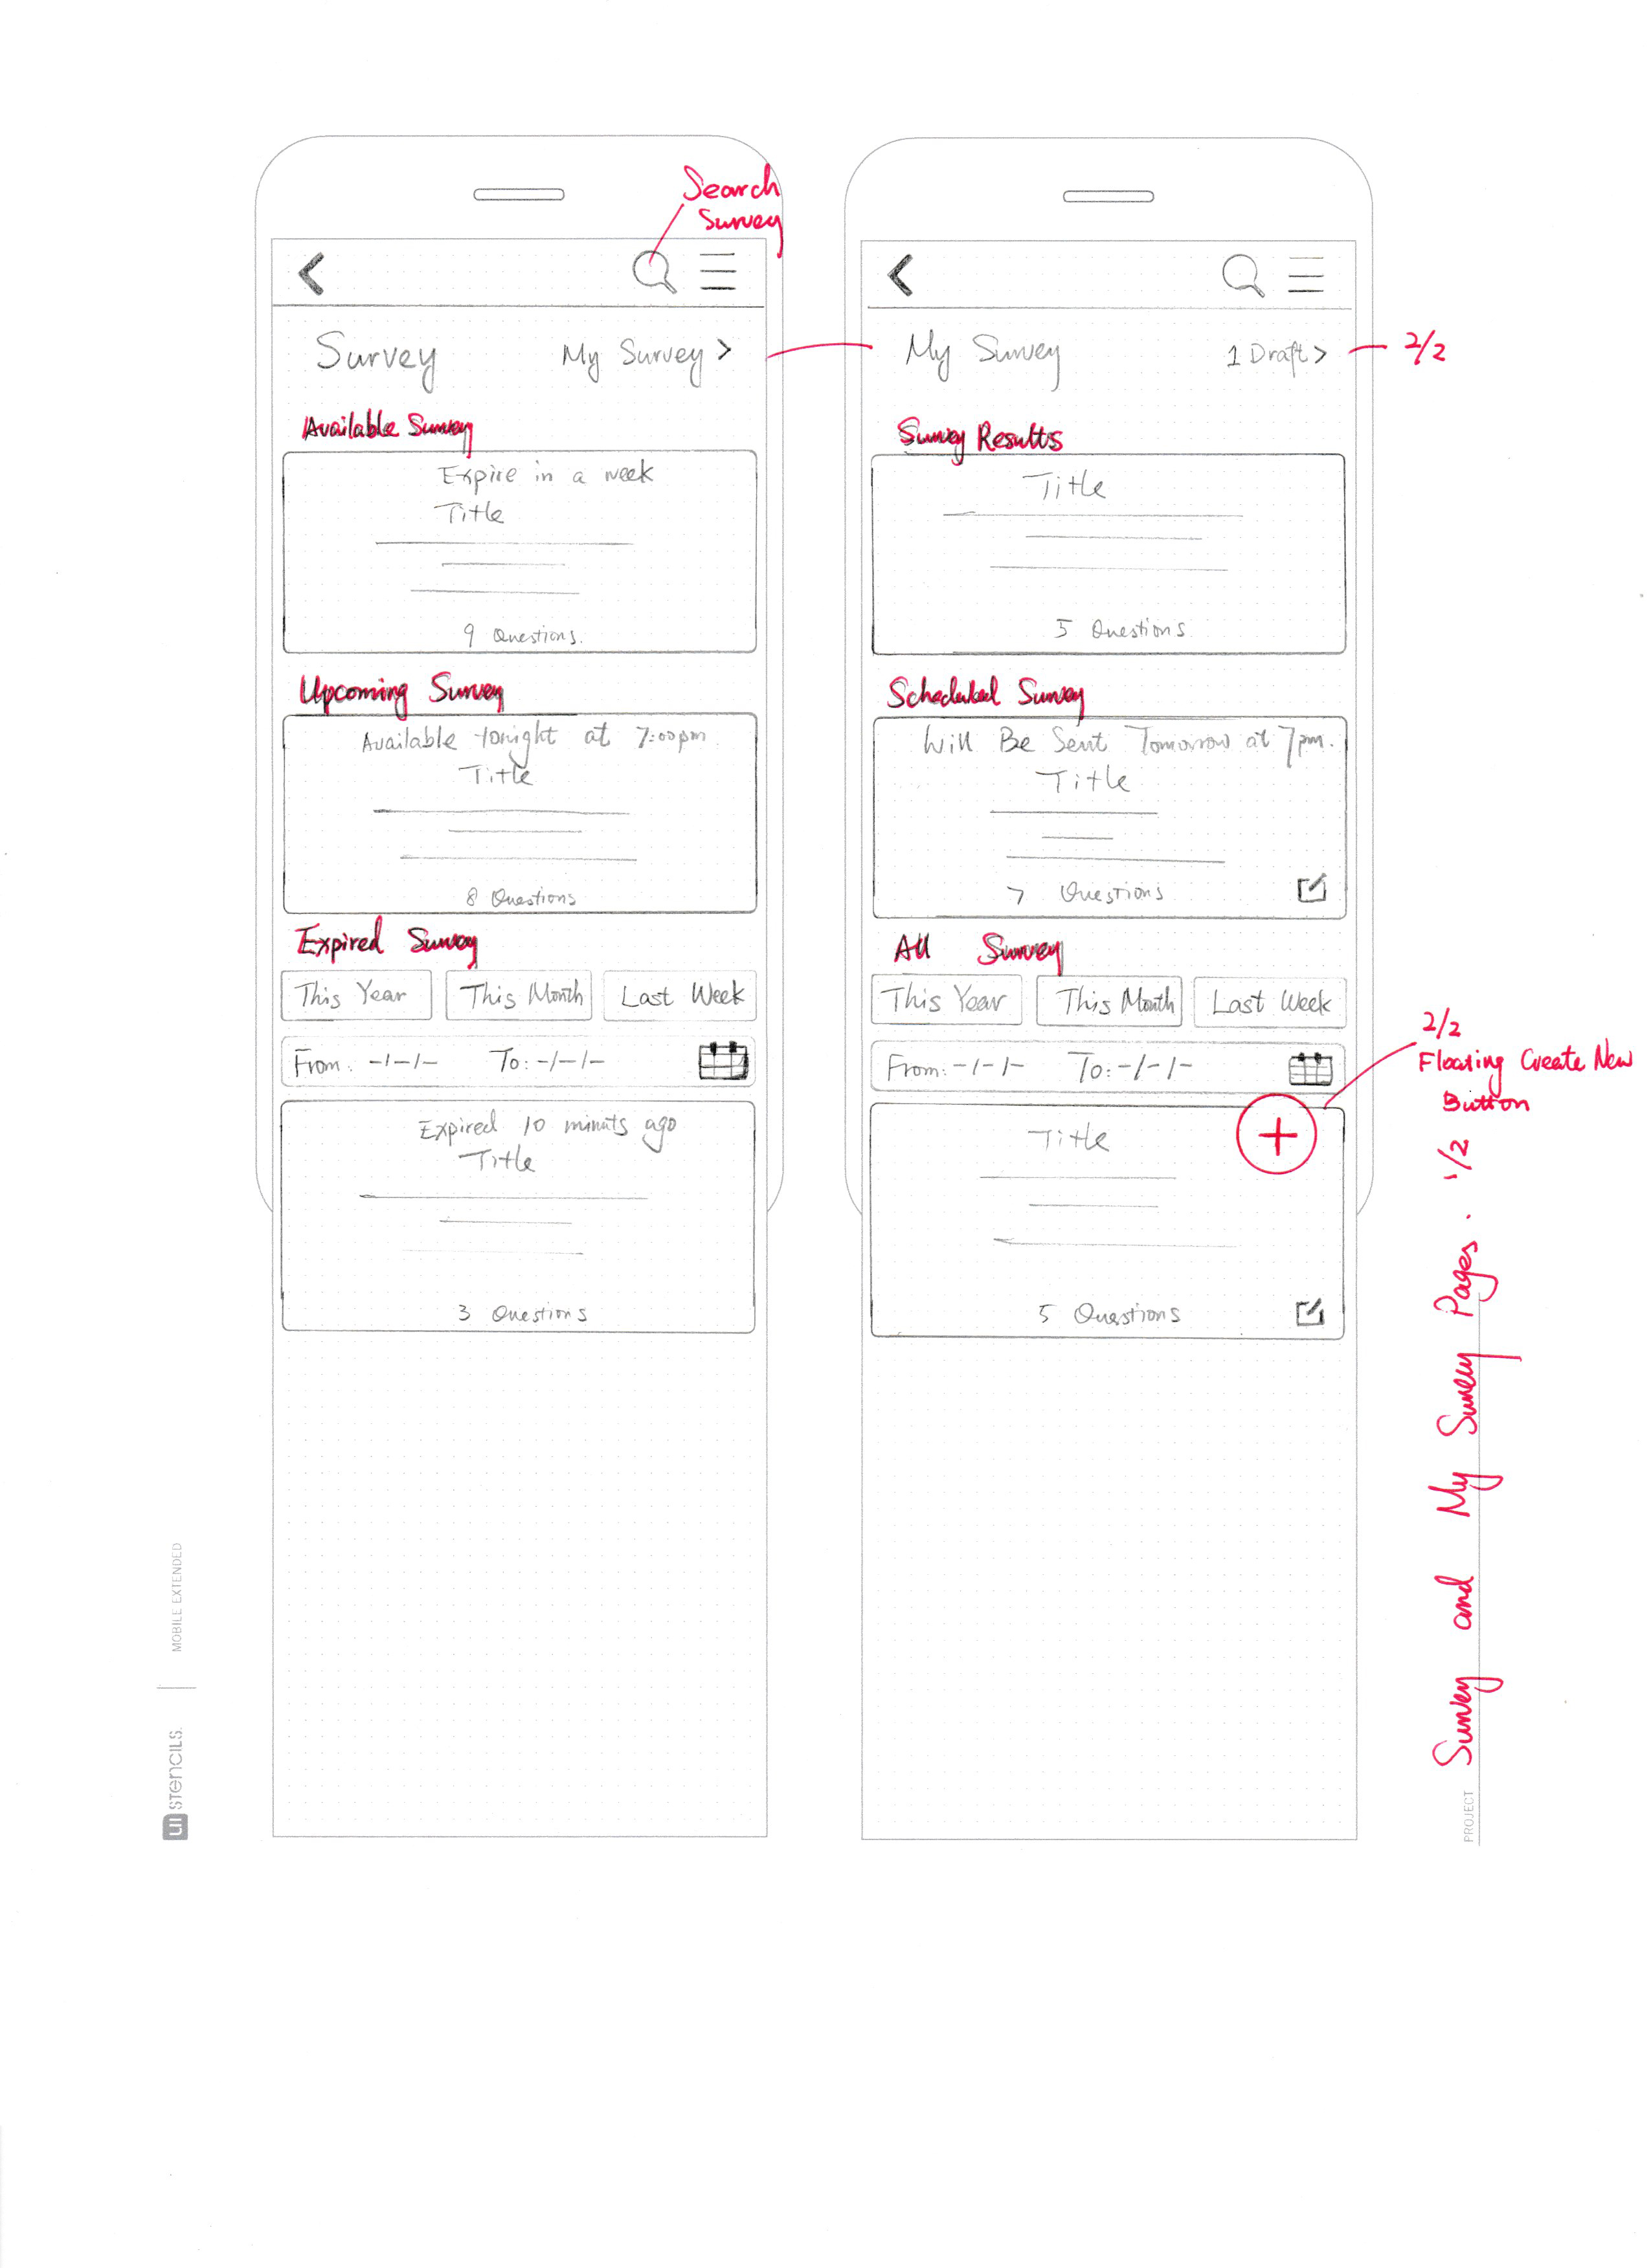 Search
Survey
Survey
My Survey >
Available Survey
Expire in a week
Title
9 Questions.
Upcoming Survey
Available tonight at 7:00pm
Title
8 Questions
Expired Survey
This Year
This Month
Last Week
From: -/-/-
To: -/-/-
Expired 10 minuts ago
Title
3 Questions
My Survey
1 Draft >
2/2
Survey Results
Title
5 Questions
Scheduled Survey
Will Be Sent Tomorrow at 7pm.
Title
7 Questions
All Survey
This Year
This Month
Last Week
From: -/-/-
To: -/-/-
Title
5 Questions
2/2
Floating Create New
Button
Survey and My Survey Pages. 1/2
PROJECT
MOBILE EXTENDED
UI STENCILS